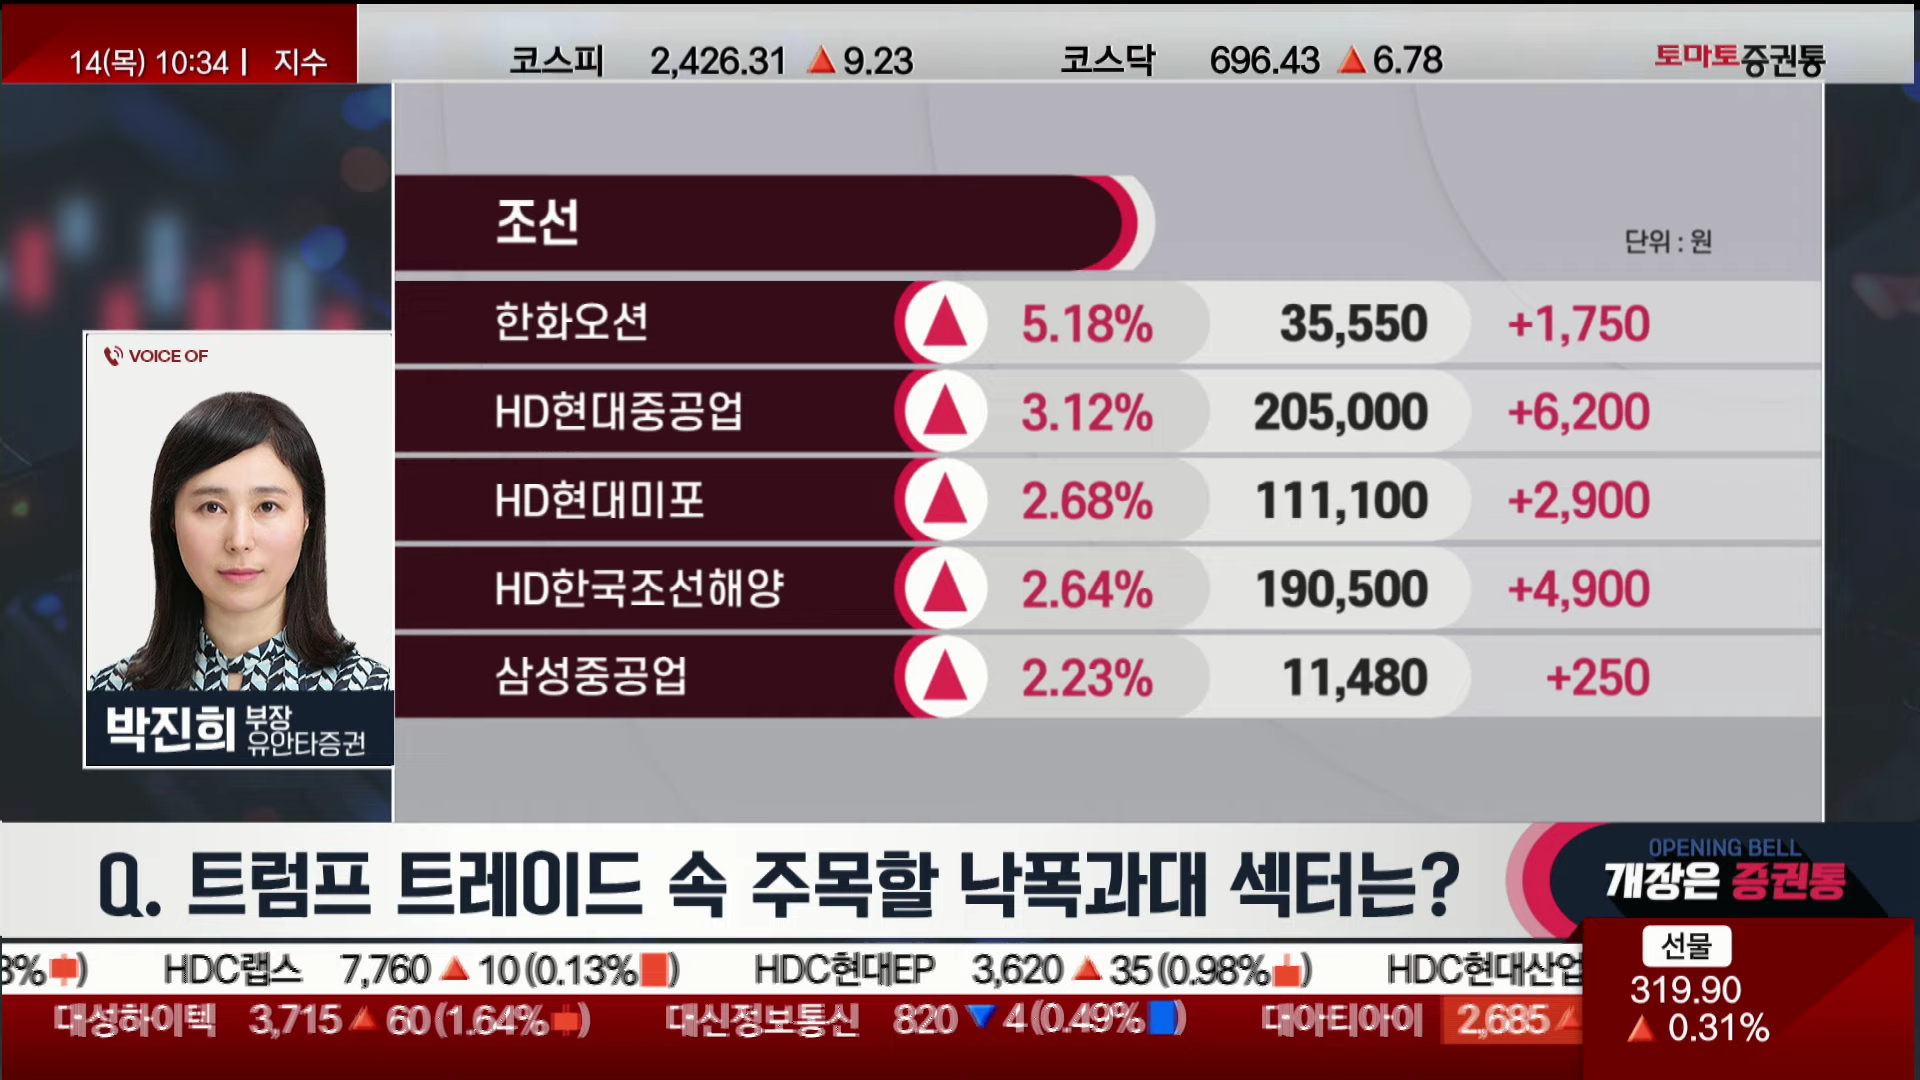 14(목) 10:34 | 지수 코스피 2,426.31 ▲ 9.23 코스닥 696.43 ▲ 6.78 토마토증권통
조선
단위 : 원
한화오션 ▲ 5.18% 35,550 +1,750
HD현대중공업 ▲ 3.12% 205,000 +6,200
HD현대미포 ▲ 2.68% 111,100 +2,900
HD한국조선해양 ▲ 2.64% 190,500 +4,900
삼성중공업 ▲ 2.23% 11,480 +250
VOICE OF
박진희 부장
유안타증권
Q. 트럼프 트레이드 속 주목할 낙폭과대 섹터는?
OPENING BELL
개장은 증권통
3%) HDC랩스 7,760 ▲ 10 (0.13%) HDC현대EP 3,620 ▲ 35 (0.98%) HDC현대산업
대성하이텍 3,715 ▲ 60 (1.64%) 대신정보통신 820 ▼ 4 (0.49%) 대아티아이 2,685 ▲
선물
319.90
▲ 0.31%